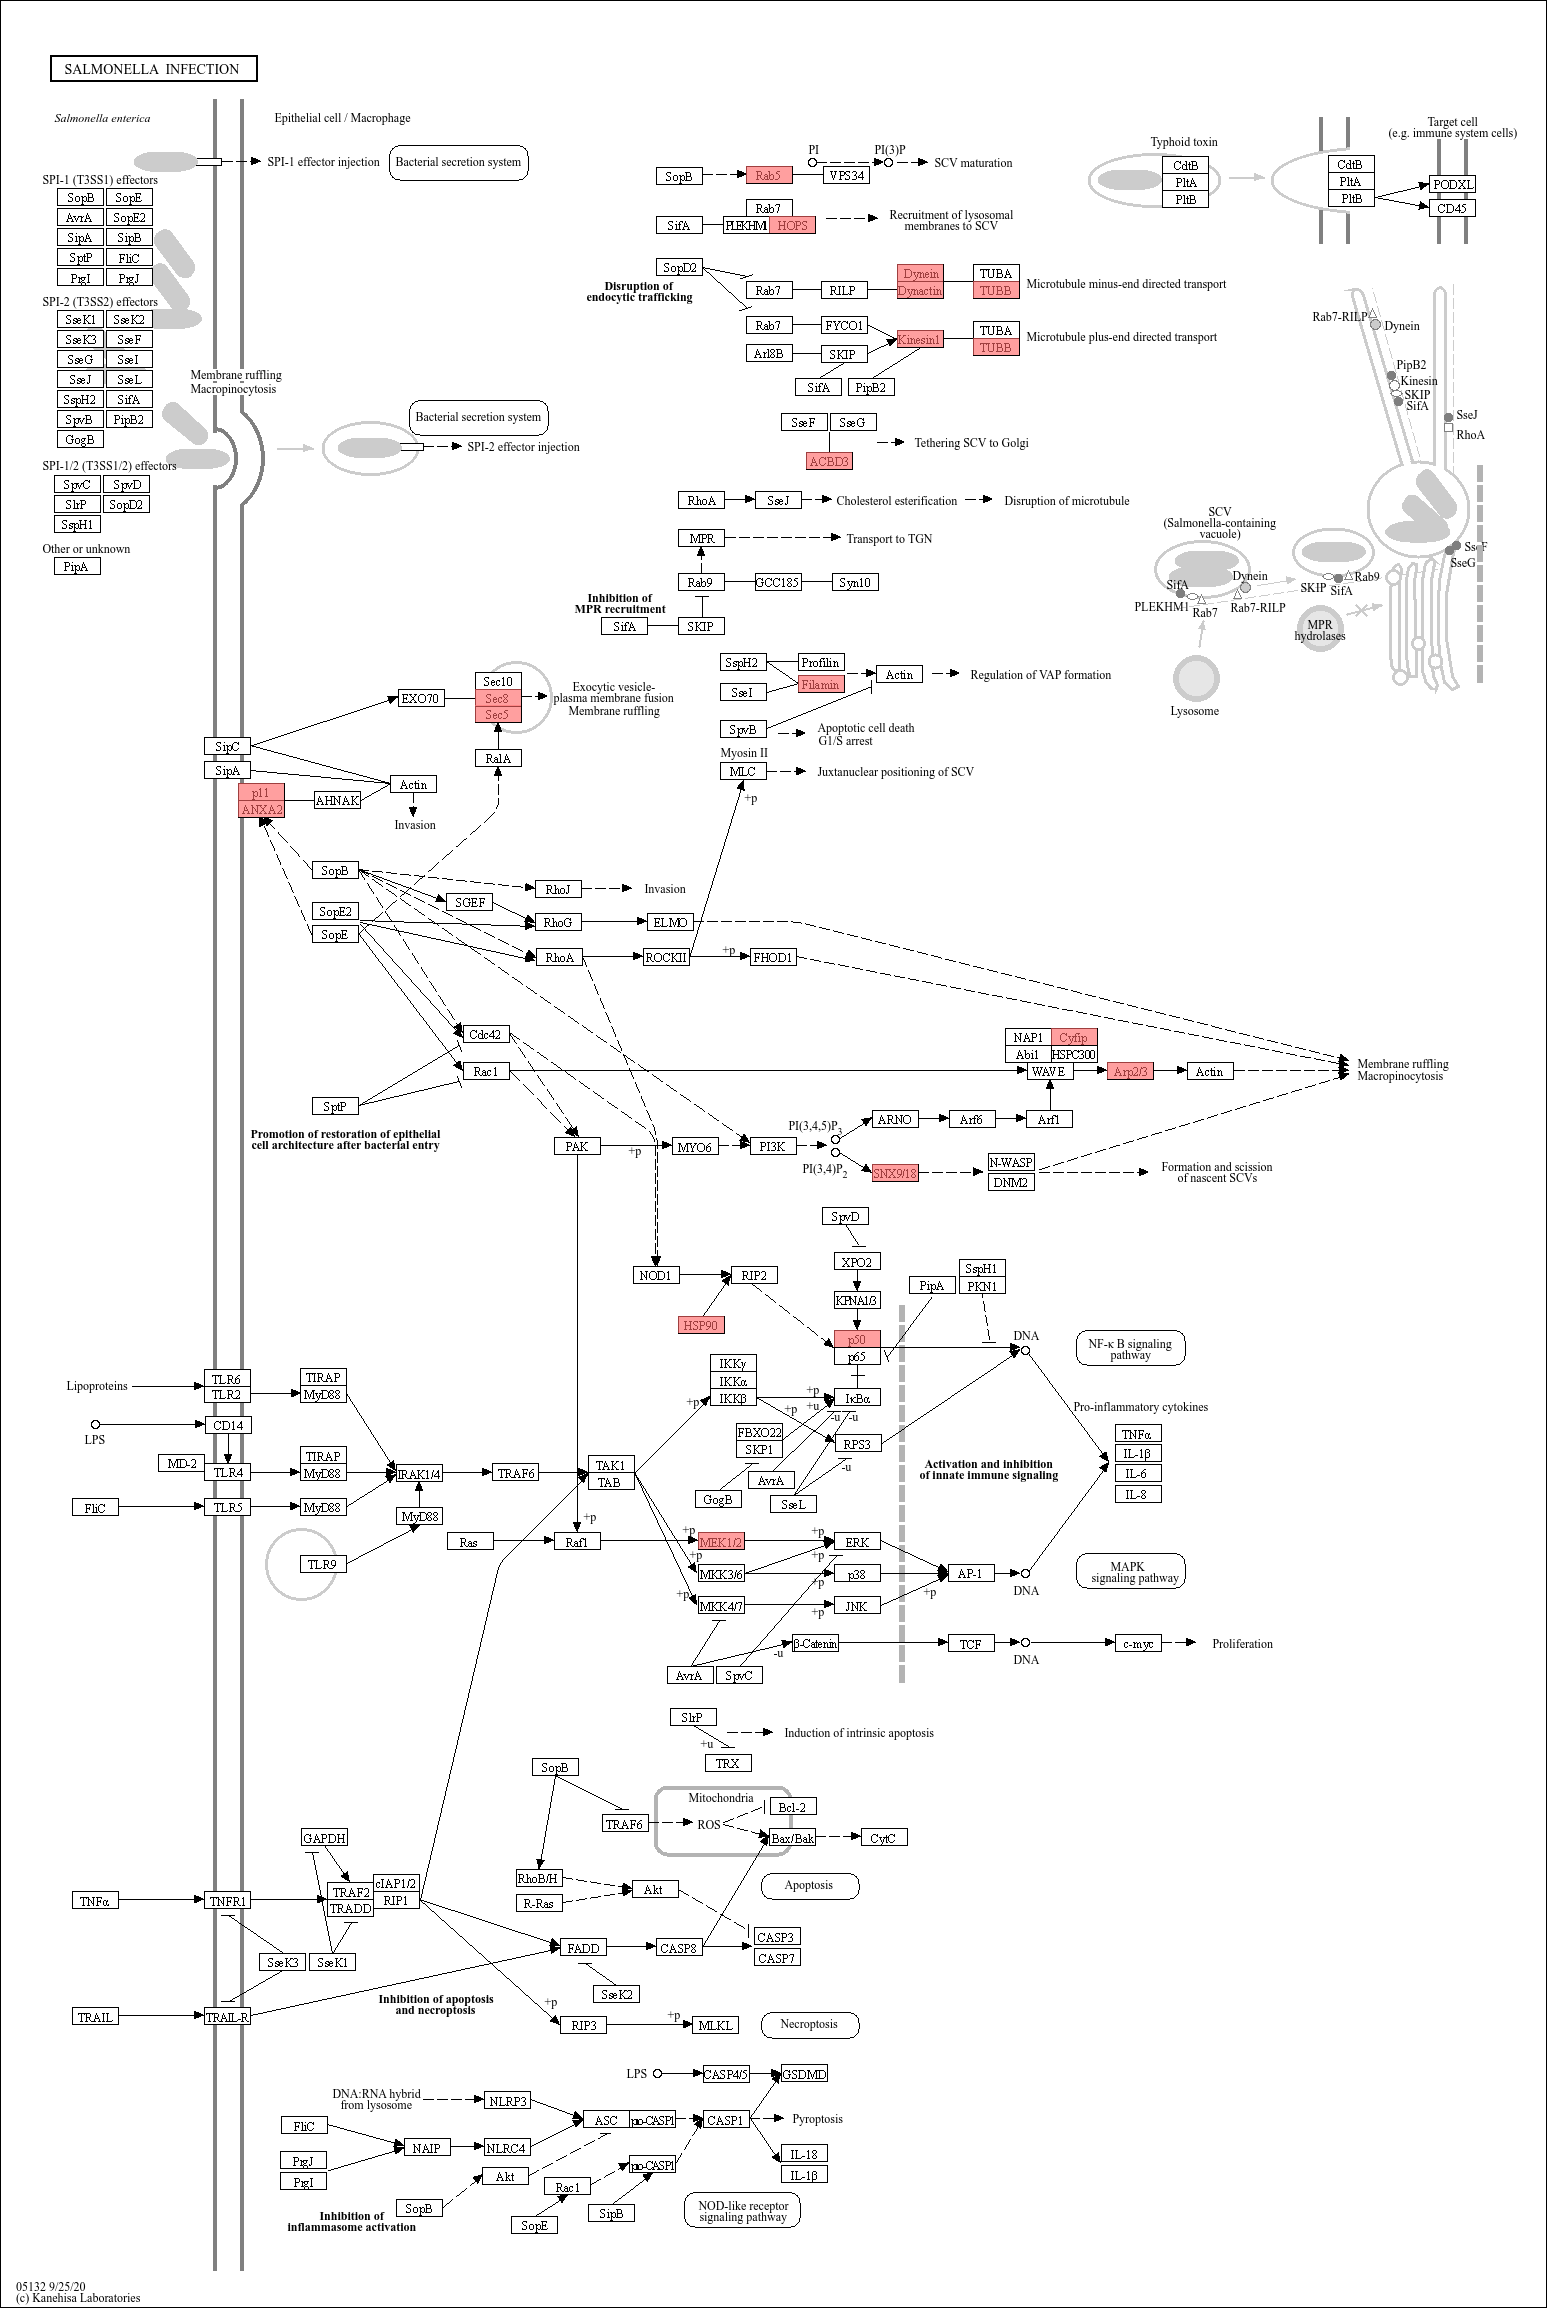 SALMONELLA INFECTION
Salmonella enterica
Epithelial cell / Macrophage
SPI-1 effector injection
Bacterial secretion system
SPI-1 (T3SS1) effectors
SopB
SopE
AvrA
SopE2
SipA
SipB
SptP
FliC
PrgI
PrgJ
SPI-2 (T3SS2) effectors
SseK1
SseK2
SseK3
SseF
SseG
SseI
SseJ
SseL
SspH2
SifA
SpvB
PipB2
GogB
SPI-1/2 (T3SS1/2) effectors
SpvC
SpvD
SlrP
SopD2
SspH1
Other or unknown
PipA
Membrane ruffling
Macropinocytosis
Bacterial secretion system
SPI-2 effector injection
PI
PI(3)P
SCV maturation
SopB
Rab5
VPS34
Rab7
SifA
PLEKHM1
HOPS
Recruitment of lysosomal
membranes to SCV
SopD2
Disruption of
endocytic trafficking
Rab7
RILP
Dynein
Dynactin
TUBA
TUBB
Microtubule minus-end directed transport
Rab7
FYCO1
Arl8B
SKIP
Kinesin1
TUBA
TUBB
Microtubule plus-end directed transport
SifA
PipB2
SseF
SseG
Tethering SCV to Golgi
ACBD3
RhoA
SseJ
Cholesterol esterification
Disruption of microtubule
MPR
Transport to TGN
Rab9
GCC185
Syn10
Inhibition of
MPR recruitment
SifA
SKIP
Typhoid toxin
CdtB
PltA
PltB
CdtB
PltA
PltB
Target cell
(e.g. immune system cells)
PODXL
CD45
Rab7-RILP
Dynein
PipB2
Kinesin
SKIP
SifA
SseJ
RhoA
SCV
(Salmonella-containing
vacuole)
SseF
SseG
SifA
Dynein
PLEKHM1
Rab7
Rab7-RILP
SKIP
SifA
Rab9
MPR
hydrolases
Lysosome
SspH2
Profilin
SseI
Filamin
Actin
Regulation of VAP formation
SpvB
Apoptotic cell death
G1/S arrest
Myosin II
MLC
Juxtanuclear positioning of SCV
+p
EXO70
Sec10
Sec8
Sec5
Exocytic vesicle-
plasma membrane fusion
Membrane ruffling
SipC
SipA
RalA
p11
ANXA2
AHNAK
Actin
Invasion
SopB
RhoJ
Invasion
SGEF
SopE2
RhoG
ELMO
SopE
RhoA
ROCKII
+p
FHOD1
Cdc42
Rac1
SptP
NAP1
Cyfip
Abi1
HSPC300
WAVE
Arp2/3
Actin
Membrane ruffling
Macropinocytosis
Promotion of restoration of epithelial
cell architecture after bacterial entry
PAK
+p
MYO6
PI3K
PI(3,4,5)P3
PI(3,4)P2
ARNO
Arf6
Arf1
SNX9/18
N-WASP
DNM2
Formation and scission
of nascent SCVs
SpvD
XPO2
KPNA1/3
NOD1
RIP2
HSP90
p50
p65
PipA
SspH1
PKN1
DNA
NF-κ B signaling
pathway
IKKγ
IKKα
IKKβ
+p
+p
+u
IκBα
+p
-u
-u
FBXO22
SKP1
RPS3
-u
AvrA
GogB
SseL
Activation and inhibition
of innate immune signaling
Pro-inflammatory cytokines
TNFα
IL-1β
IL-6
IL-8
Lipoproteins
TLR6
TLR2
TIRAP
MyD88
LPS
CD14
MD-2
TLR4
TIRAP
MyD88
IRAK1/4
TRAF6
TAK1
TAB
FliC
TLR5
MyD88
MyD88
TLR9
Ras
Raf1
+p
+p
MEK1/2
+p
ERK
+p
+p
MKK3/6
+p
p38
AP-1
DNA
MAPK
signaling pathway
+p
MKK4/7
+p
JNK
+p
β-Catenin
-u
TCF
DNA
c-myc
Proliferation
AvrA
SpvC
SlrP
+u
TRX
Induction of intrinsic apoptosis
SopB
TRAF6
Mitochondria
ROS
Bcl-2
Bax/Bak
CytC
RhoB/H
R-Ras
Akt
Apoptosis
GAPDH
TNFα
TNFR1
TRAF2
TRADD
cIAP1/2
RIP1
FADD
CASP8
CASP3
CASP7
SseK3
SseK1
SseK2
TRAIL
TRAIL-R
Inhibition of apoptosis
and necroptosis
+p
RIP3
+p
MLKL
Necroptosis
LPS
CASP4/5
GSDMD
DNA:RNA hybrid
from lysosome
NLRP3
ASC
pro-CASP1
CASP1
Pyroptosis
FliC
NAIP
NLRC4
PrgJ
PrgI
Akt
pro-CASP1
IL-18
IL-1β
Rac1
SopB
SipB
SopE
Inhibition of
inflammasome activation
NOD-like receptor
signaling pathway
05132 9/25/20
(c) Kanehisa Laboratories